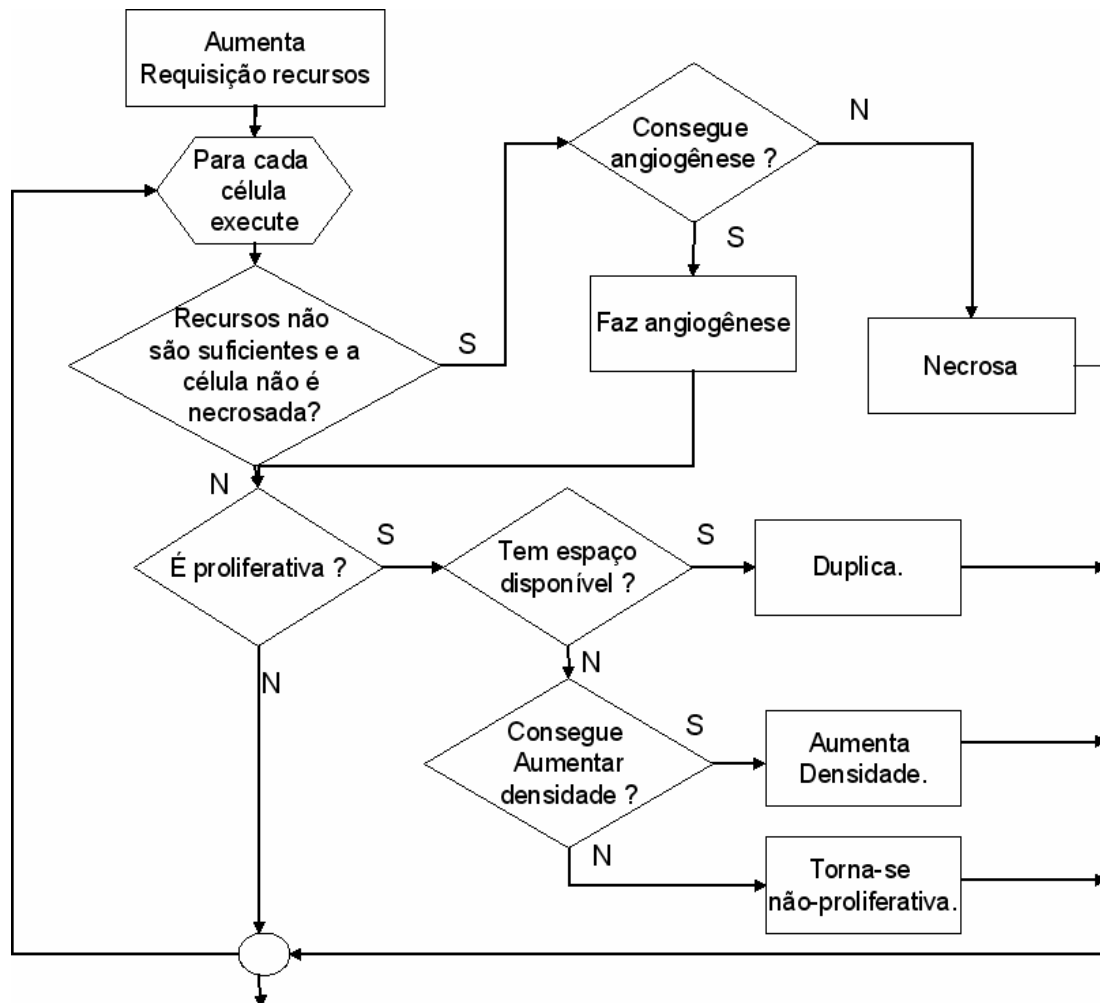 Aumenta
Requisição recursos
Para cada
célula
execute
Recursos não
são suficientes e a
célula não é
necrosada?
S
N
Consegue
angiogênese ?
N
S
Faz angiogênese
Necrosa
É proliferativa ?
S
N
Tem espaço
disponível ?
S
N
Duplica.
Consegue
Aumentar
densidade ?
S
N
Aumenta
Densidade.
Torna-se
não-proliferativa.